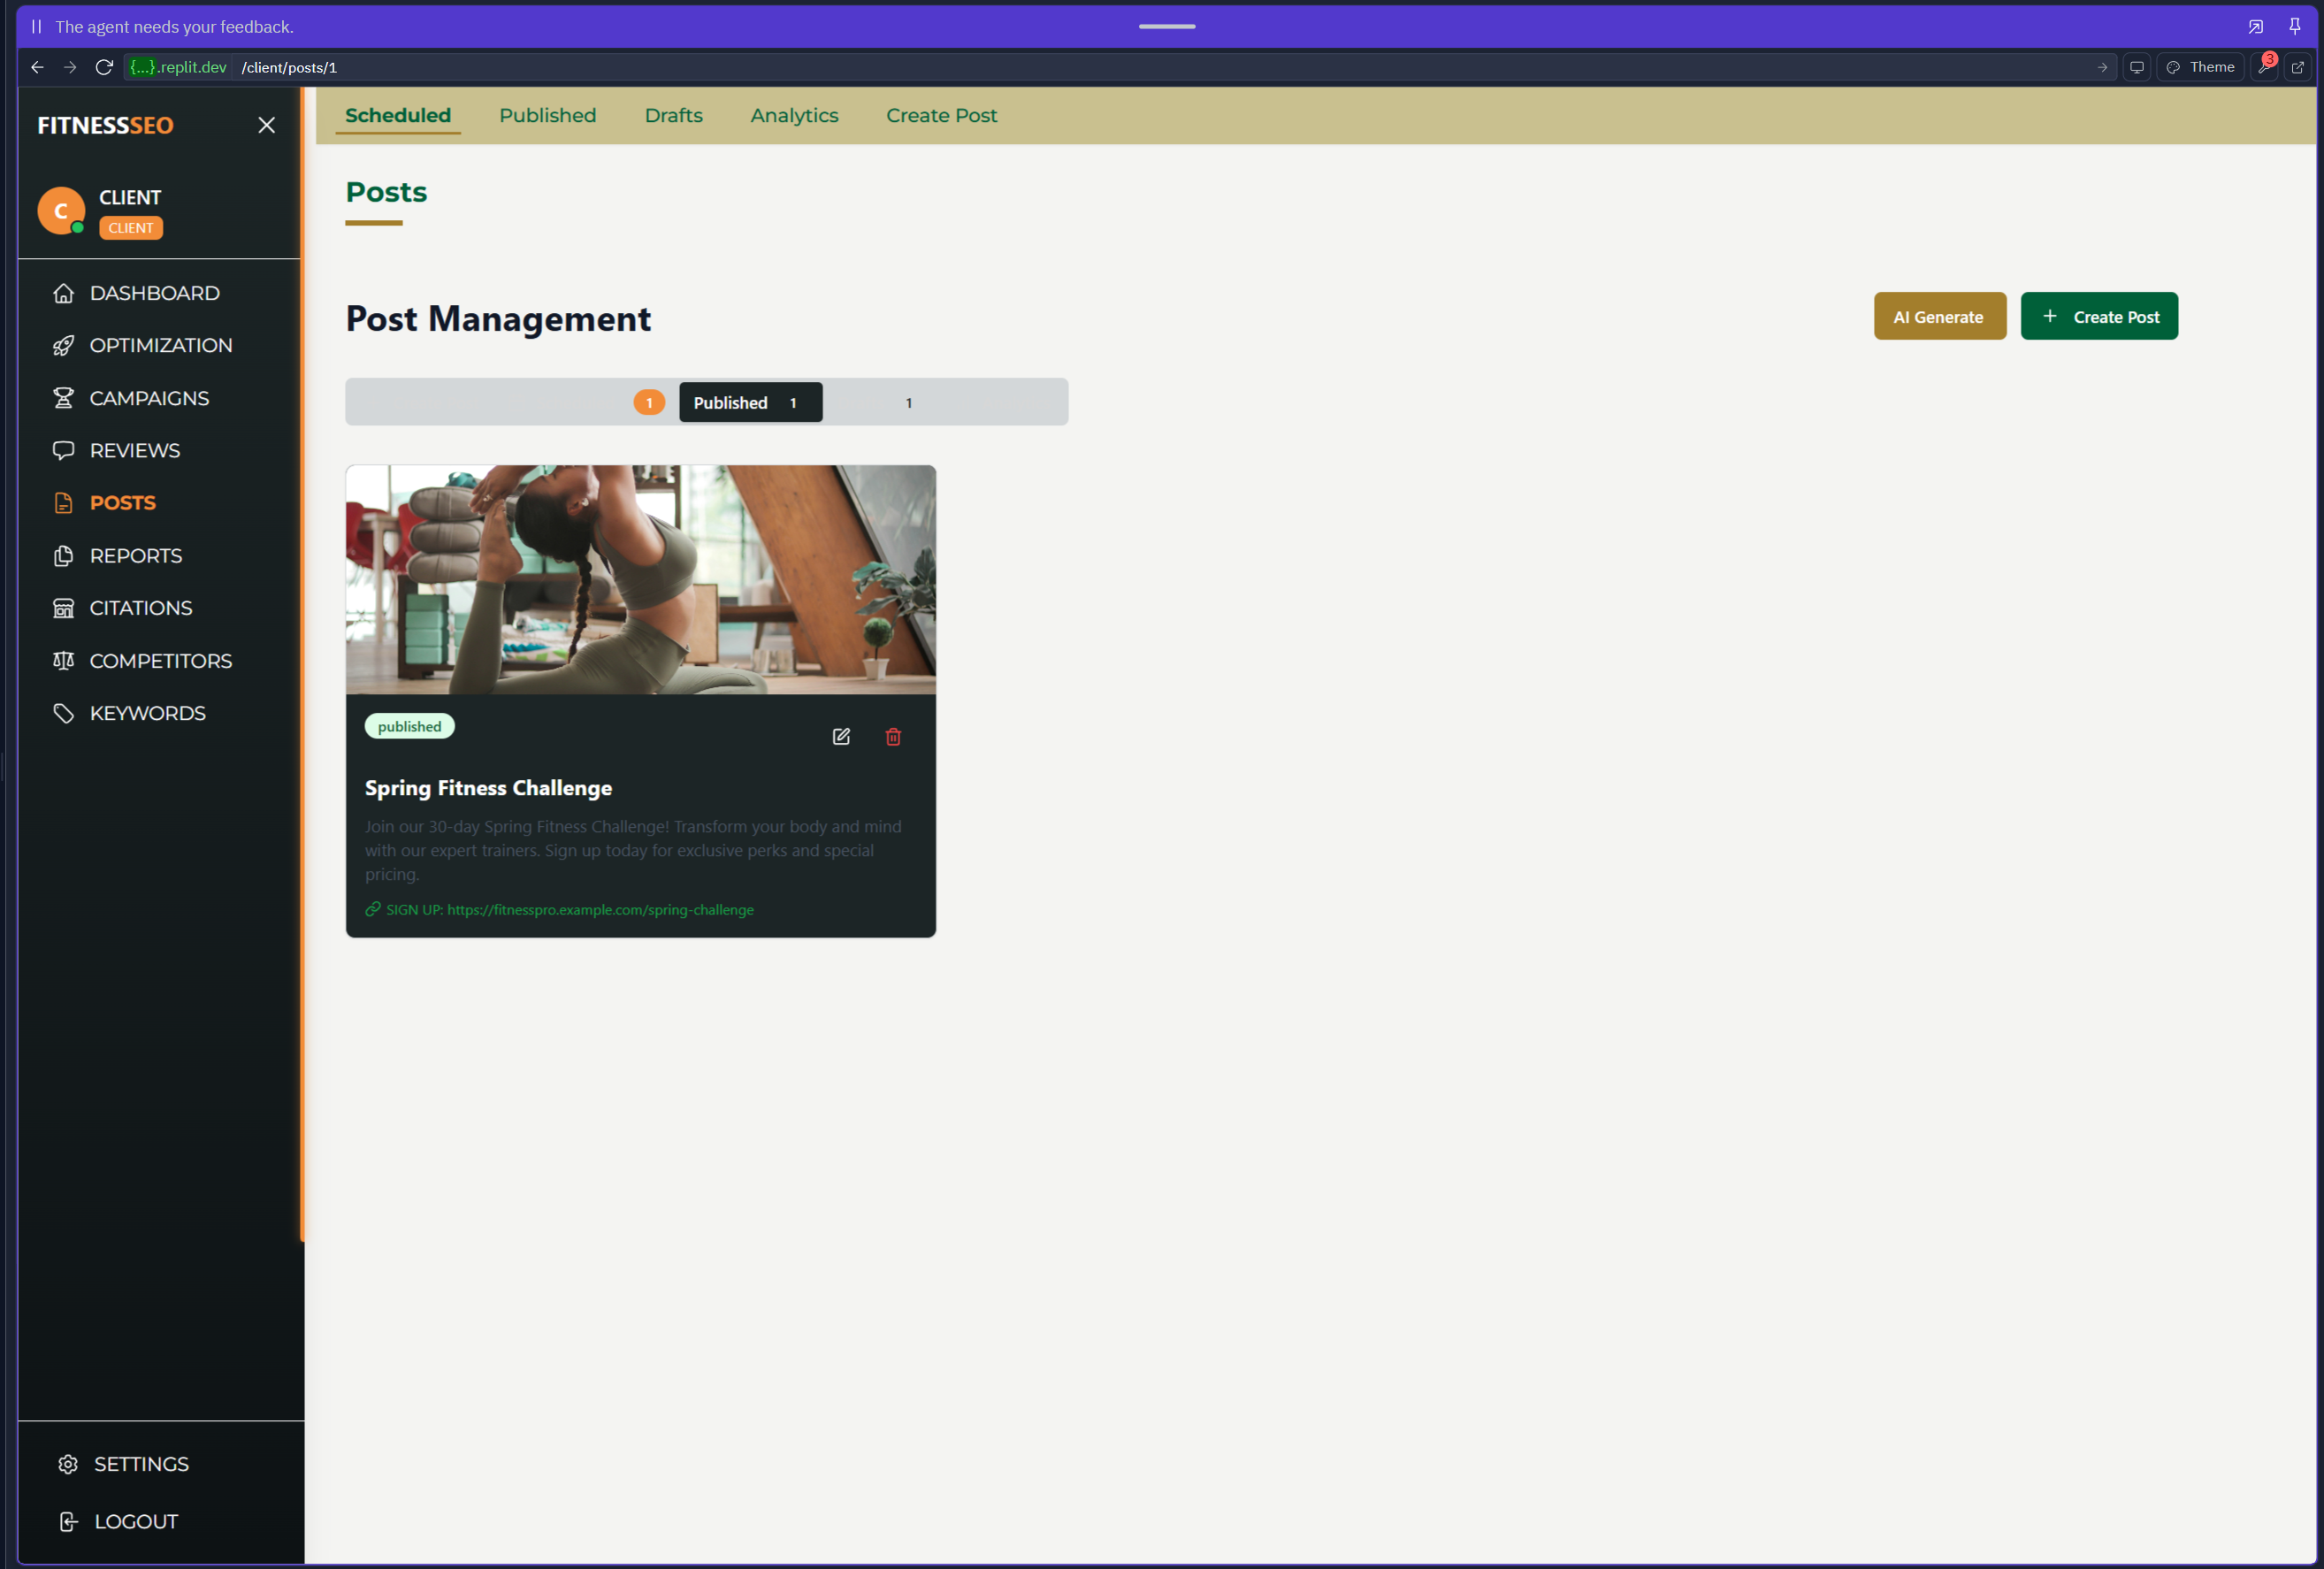 The agent needs your feedback.
{...}.replit.dev /client/posts/1
Theme
3
FITNESSSEO
C
CLIENT
CLIENT
DASHBOARD
OPTIMIZATION
CAMPAIGNS
REVIEWS
POSTS
REPORTS
CITATIONS
COMPETITORS
KEYWORDS
SETTINGS
LOGOUT
Scheduled Published Drafts Analytics Create Post
Posts
Post Management
AI Generate
+ Create Post
1 Published 1 1
published
Spring Fitness Challenge
Join our 30-day Spring Fitness Challenge! Transform your body and mind
with our expert trainers. Sign up today for exclusive perks and special
pricing.
SIGN UP: https://fitnesspro.example.com/spring-challenge